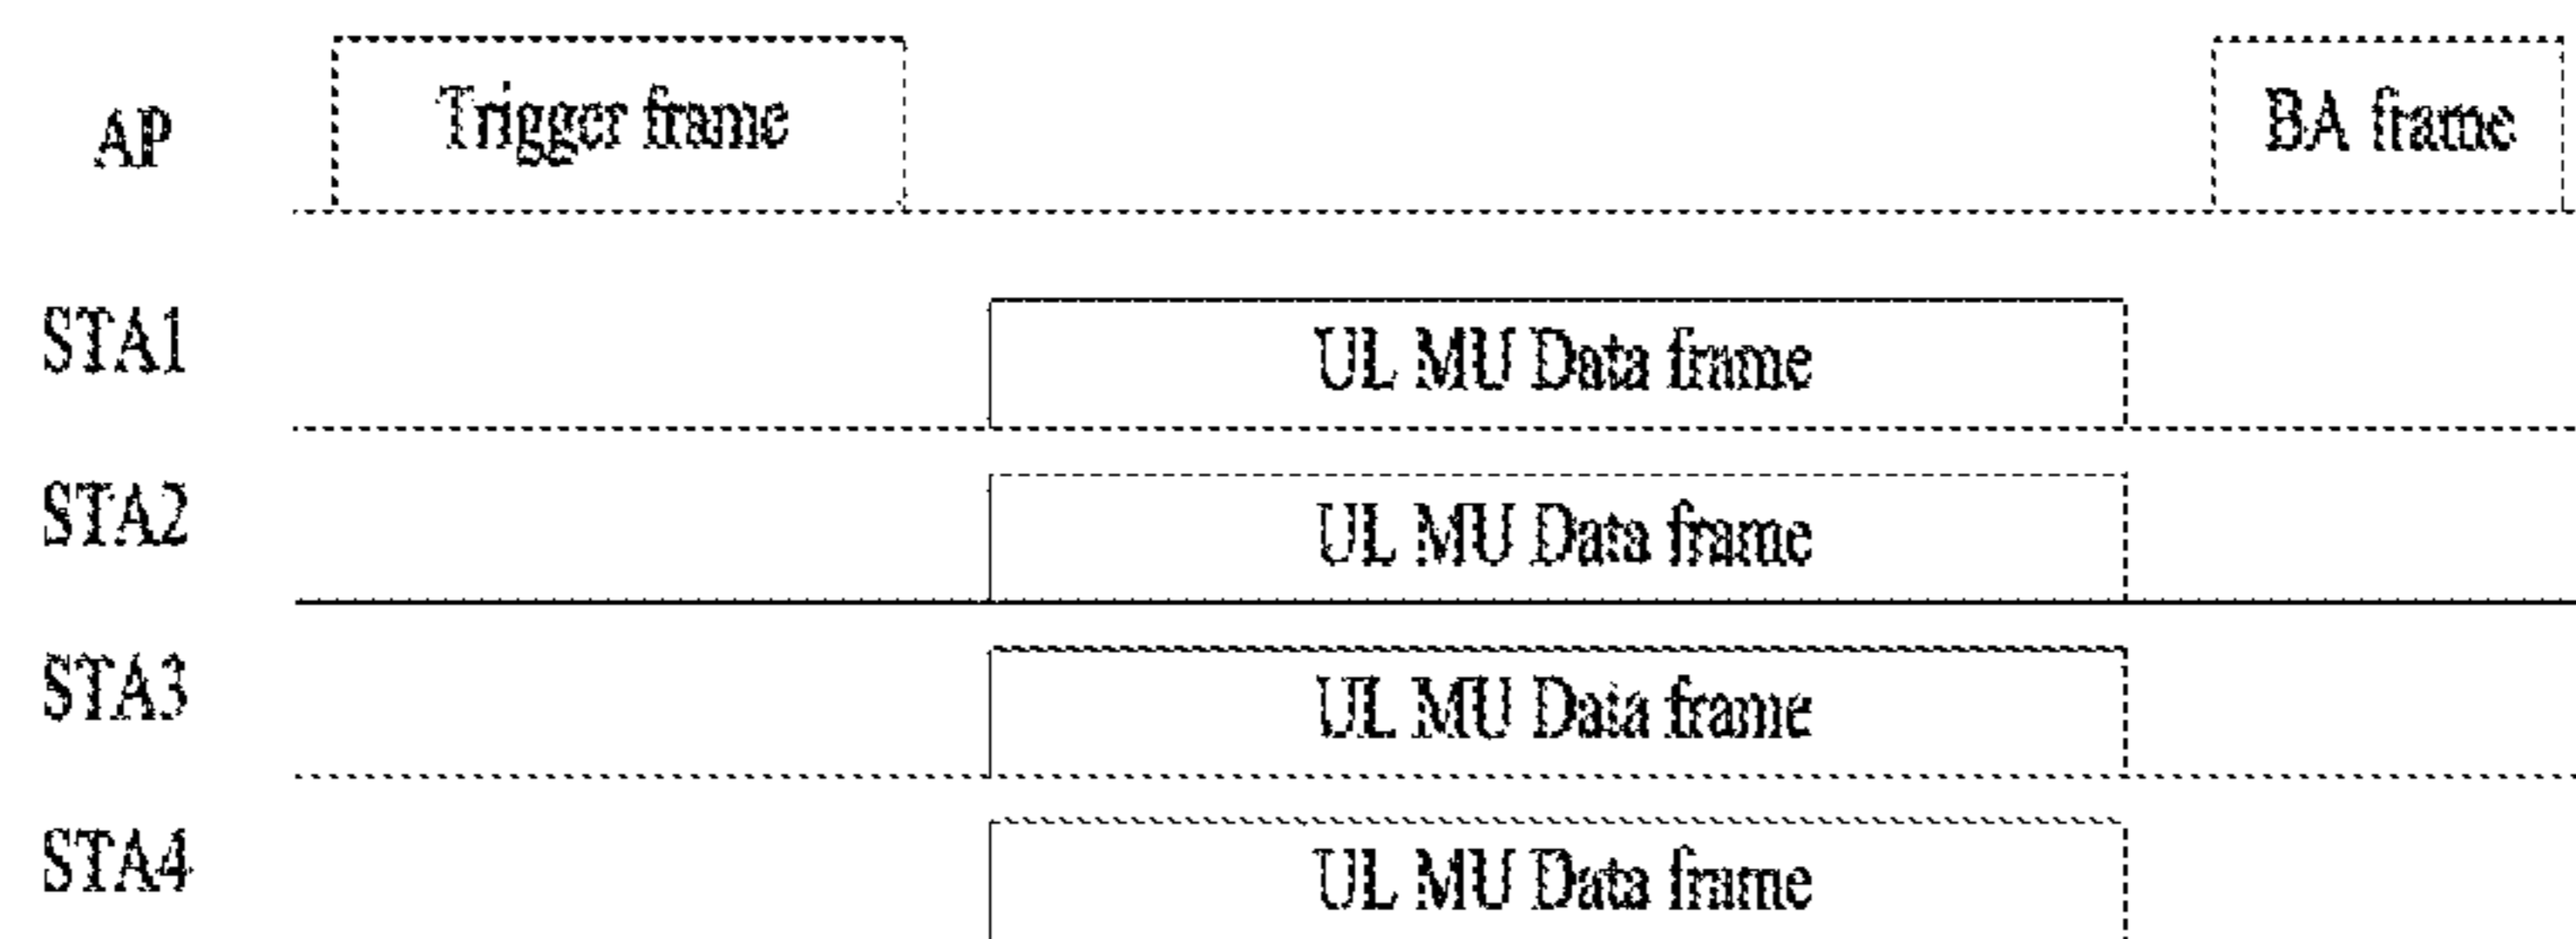 AP Trigger frame BA frame
STA1 UL MU Data frame
STA2 UL MU Data frame
STA3 UL MU Data frame
STA4 UL MU Data frame